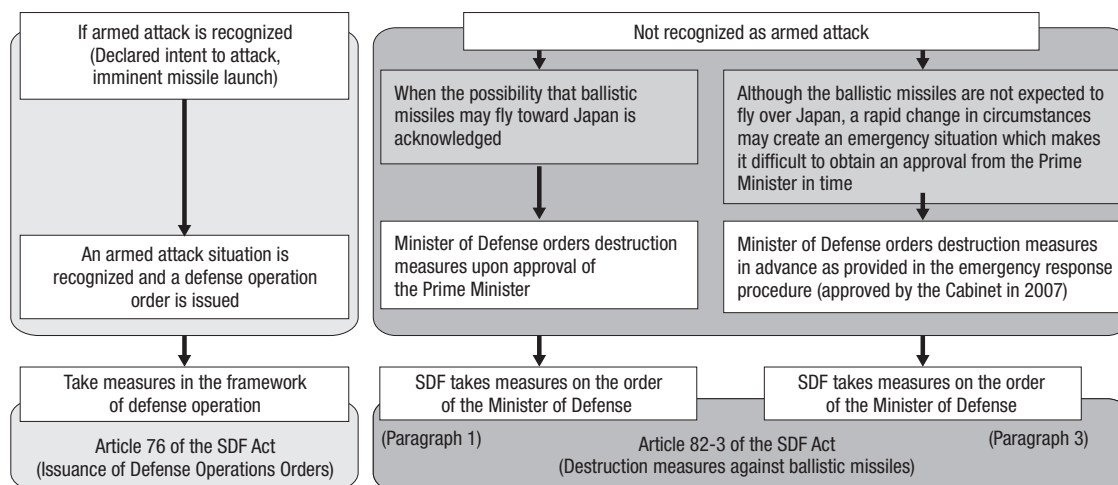 If armed attack is recognized
(Declared intent to attack,
imminent missile launch)
An armed attack situation is
recognized and a defense operation
order is issued
Take measures in the framework
of defense operation
Article 76 of the SDF Act
(Issuance of Defense Operations Orders)
Not recognized as armed attack
When the possibility that ballistic
missiles may fly toward Japan is
acknowledged
Minister of Defense orders destruction
measures upon approval of
the Prime Minister
SDF takes measures on the order
of the Minister of Defense
(Paragraph 1)
Although the ballistic missiles are not expected to
fly over Japan, a rapid change in circumstances
may create an emergency situation which makes
it difficult to obtain an approval from the Prime
Minister in time
Minister of Defense orders destruction measures
in advance as provided in the emergency response
procedure (approved by the Cabinet in 2007)
SDF takes measures on the order
of the Minister of Defense
(Paragraph 3)
Article 82-3 of the SDF Act
(Destruction measures against ballistic missiles)